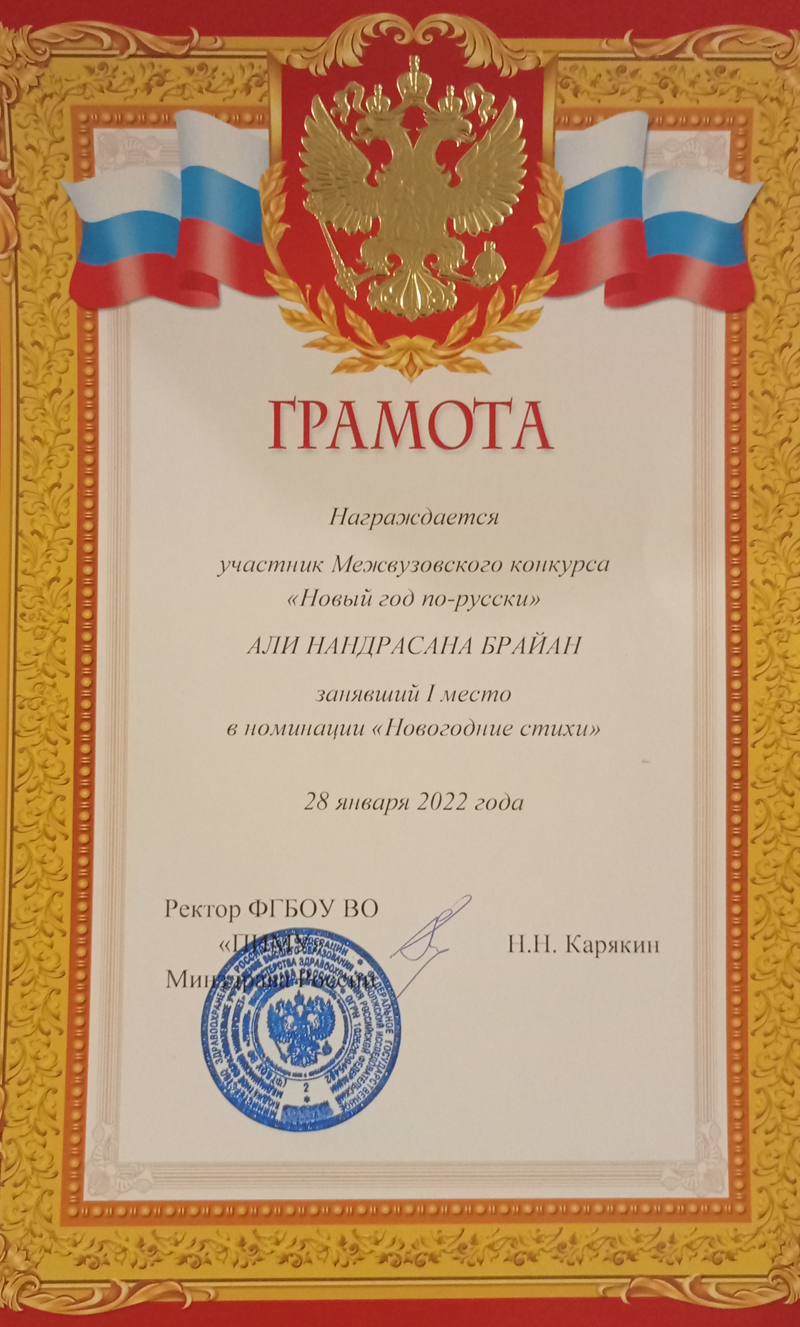 ГРАМОТА
Награждается
участник Межвузовского конкурса
«Новый год по-русски»
АЛИ НАНДРАСАНА БРАЙАН
занявший I место
в номинации «Новогодние стихи»
28 января 2022 года
Ректор ФГБОУ ВО
«ПИМУ»
Минздрава России
Н.Н. Карякин